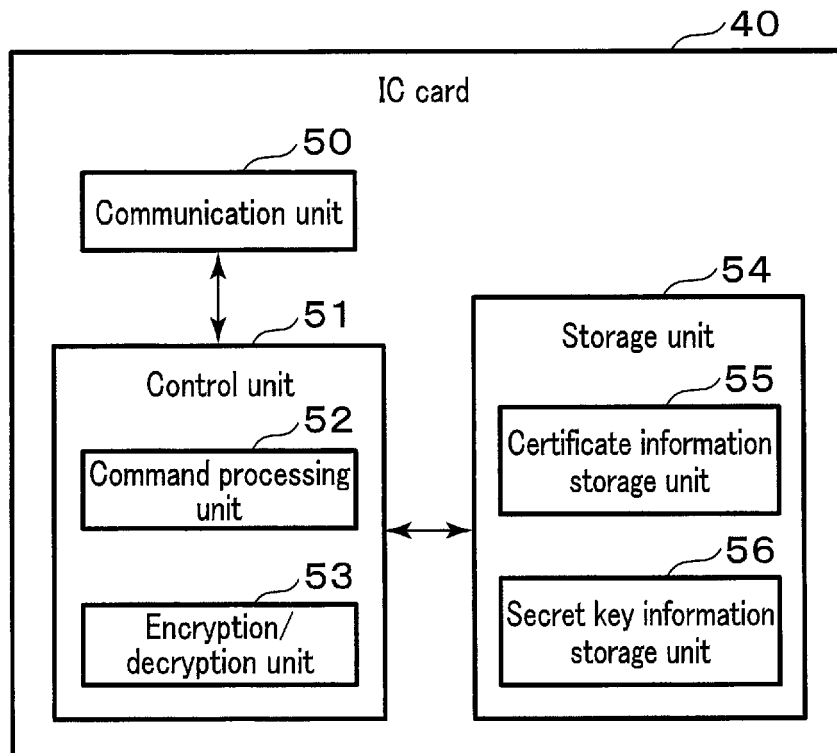 40
IC card
50
Communication unit
54
51
Storage unit
Control unit
55
52
Certificate information
storage unit
Command processing
unit
53
56
Encryption/
decryption unit
Secret key information
storage unit